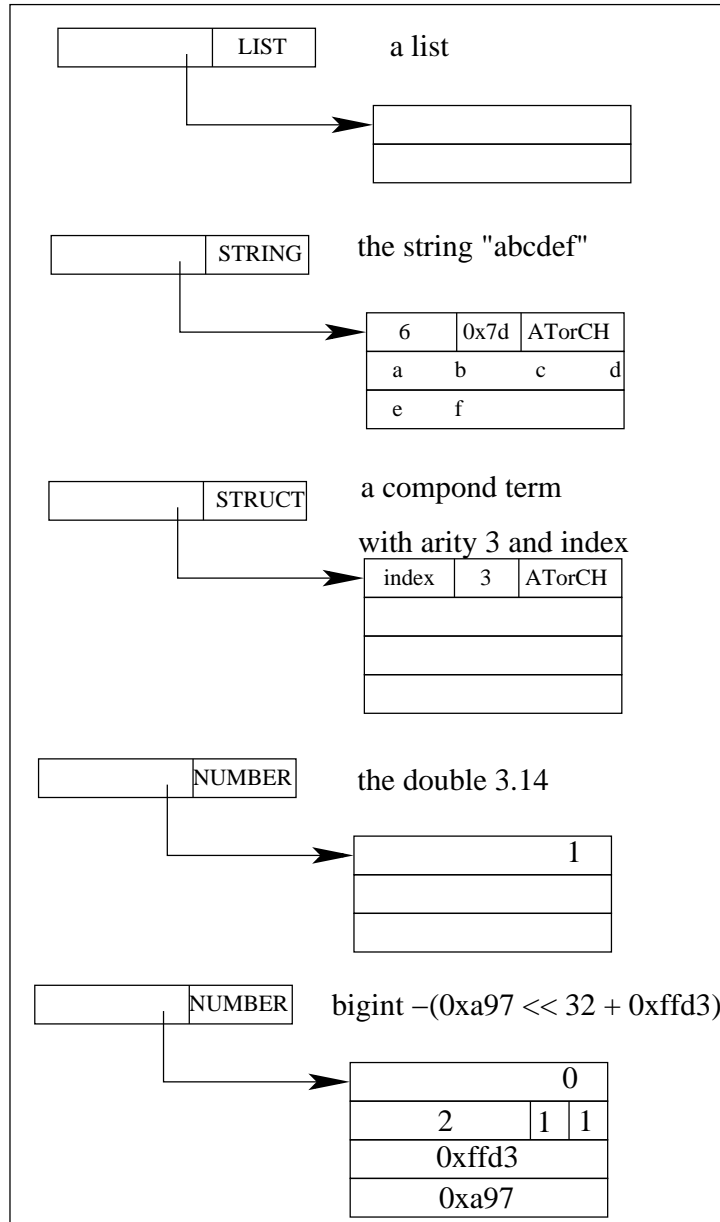 LIST a list
STRING the string "abcdef"
6 0x7d ATorCH
a b c d
e f
STRUCT a compond term
with arity 3 and index
index 3 ATorCH
NUMBER the double 3.14
1
NUMBER bigint −(0xa97 << 32 + 0xffd3)
0
2 1 1
0xffd3
0xa97